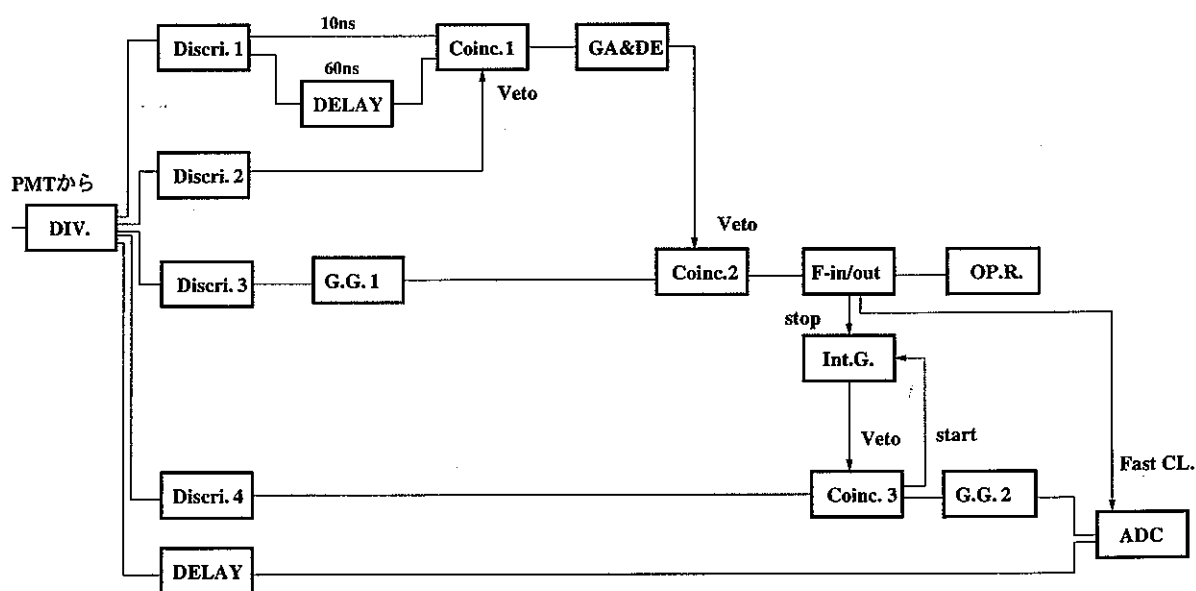 10ns
Discri. 1
Coinc. 1
GA&DE
60ns
DELAY
Veto
Discri. 2
PMTから
DIV.
Veto
Discri. 3
G.G. 1
Coinc.2
F-in/out
OP.R.
stop
Int.G.
Veto
start
Fast CL.
Discri. 4
Coinc. 3
G.G. 2
ADC
DELAY